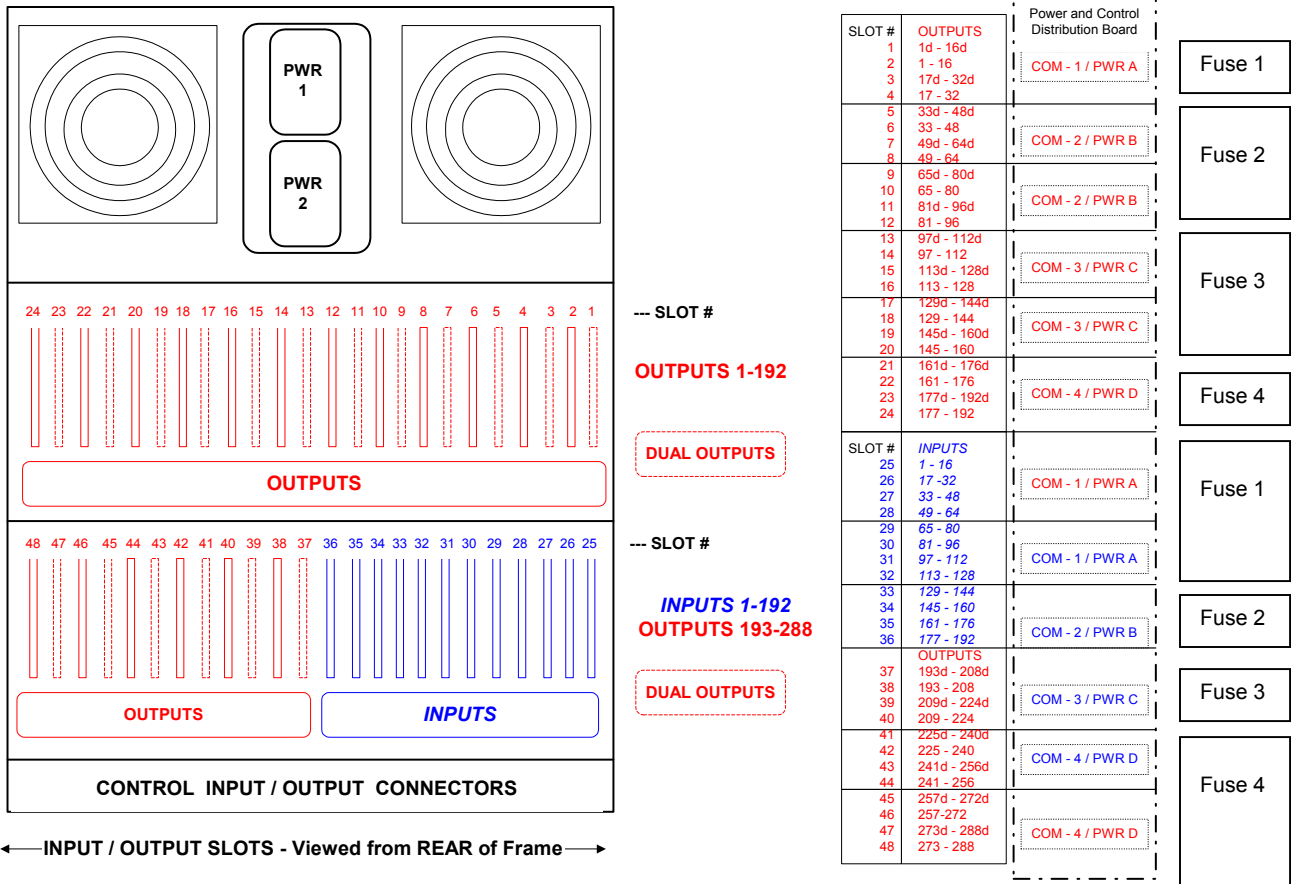 PWR
1
PWR
2
24 23 22 21 20 19 18 17 16 15 14 13 12 11 10 9 8 7 6 5 4 3 2 1
--- SLOT #
OUTPUTS 1-192
DUAL OUTPUTS
OUTPUTS
48 47 46 45 44 43 42 41 40 39 38 37 36 35 34 33 32 31 30 29 28 27 26 25
--- SLOT #
INPUTS 1-192
OUTPUTS 193-288
DUAL OUTPUTS
OUTPUTS
INPUTS
CONTROL INPUT / OUTPUT CONNECTORS
INPUT / OUTPUT SLOTS - Viewed from REAR of Frame
Power and Control
Distribution Board
SLOT # OUTPUTS
1 1d - 16d
2 1 - 16
3 17d - 32d
4 17 - 32
COM - 1 / PWR A
Fuse 1
5 33d - 48d
6 33 - 48
7 49d - 64d
8 49 - 64
COM - 2 / PWR B
Fuse 2
9 65d - 80d
10 65 - 80
11 81d - 96d
12 81 - 96
COM - 2 / PWR B
13 97d - 112d
14 97 - 112
15 113d - 128d
16 113 - 128
COM - 3 / PWR C
Fuse 3
17 129d - 144d
18 129 - 144
19 145d - 160d
20 145 - 160
COM - 3 / PWR C
21 161d - 176d
22 161 - 176
23 177d - 192d
24 177 - 192
COM - 4 / PWR D
Fuse 4
SLOT # INPUTS
25 1 - 16
26 17 -32
27 33 - 48
28 49 - 64
COM - 1 / PWR A
Fuse 1
29 65 - 80
30 81 - 96
31 97 - 112
32 113 - 128
COM - 1 / PWR A
33 129 - 144
34 145 - 160
35 161 - 176
36 177 - 192
COM - 2 / PWR B
Fuse 2
OUTPUTS
37 193d - 208d
38 193 - 208
39 209d - 224d
40 209 - 224
COM - 3 / PWR C
Fuse 3
41 225d - 240d
42 225 - 240
43 241d - 256d
44 241 - 256
COM - 4 / PWR D
Fuse 4
45 257d - 272d
46 257-272
47 273d - 288d
48 273 - 288
COM - 4 / PWR D